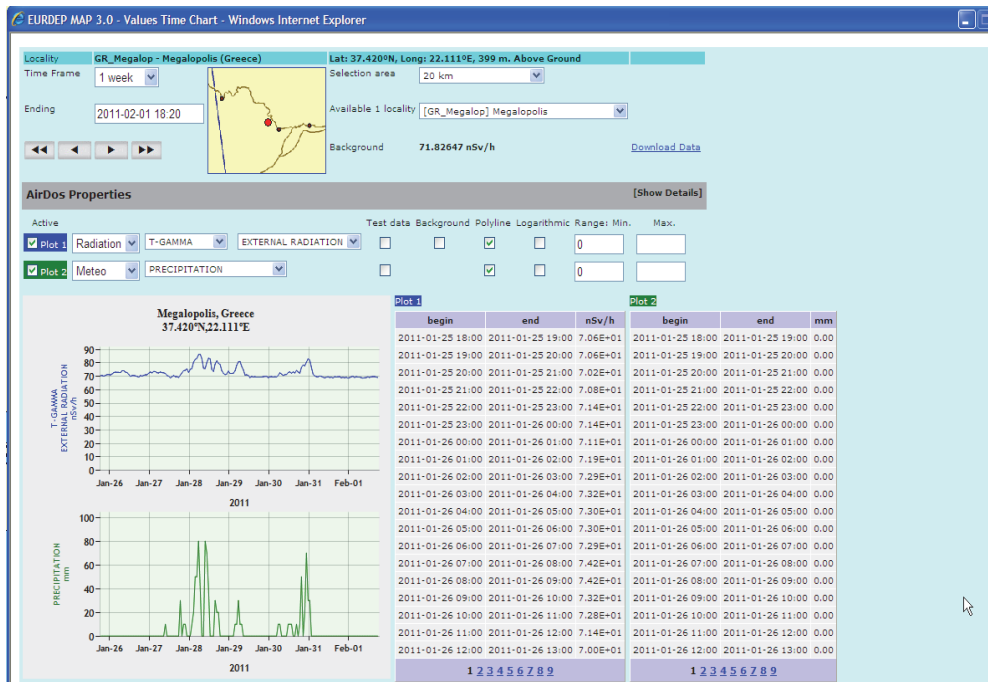 EURDEP MAP 3.0 - Values Time Chart - Windows Internet Explorer
Locality GR_Megalop - Megalopolis (Greece) Lat: 37.420ºN, Long: 22.111ºE, 399 m. Above Ground
Time Frame 1 week Selection area 20 km
Ending 2011-02-01 18:20 Available 1 locality [GR_Megalop] Megalopolis
Background 71.82647 nSv/h Download Data
AirDos Properties [Show Details]
Active Test data Background Polyline Logarithmic Range: Min. Max.
Plot 1 Radiation T-GAMMA EXTERNAL RADIATION 0
Plot 2 Meteo PRECIPITATION 0
Megalopolis, Greece
37.420ºN,22.111ºE
90
80
70
60
50
40
30
20
10
0
T-GAMMA
EXTERNAL RADIATION
nSv/h
Jan-26 Jan-27 Jan-28 Jan-29 Jan-30 Jan-31 Feb-01
2011
100
80
60
40
20
0
PRECIPITATION
mm
Jan-26 Jan-27 Jan-28 Jan-29 Jan-30 Jan-31 Feb-01
2011
Plot 1 Plot 2
begin end nSv/h begin end mm
2011-01-25 18:00 2011-01-25 19:00 7.06E+01 2011-01-25 18:00 2011-01-25 19:00 0.00
2011-01-25 19:00 2011-01-25 20:00 7.06E+01 2011-01-25 19:00 2011-01-25 20:00 0.00
2011-01-25 20:00 2011-01-25 21:00 7.02E+01 2011-01-25 20:00 2011-01-25 21:00 0.00
2011-01-25 21:00 2011-01-25 22:00 7.08E+01 2011-01-25 21:00 2011-01-25 22:00 0.00
2011-01-25 22:00 2011-01-25 23:00 7.14E+01 2011-01-25 22:00 2011-01-25 23:00 0.00
2011-01-25 23:00 2011-01-26 00:00 7.14E+01 2011-01-25 23:00 2011-01-26 00:00 0.00
2011-01-26 00:00 2011-01-26 01:00 7.11E+01 2011-01-26 00:00 2011-01-26 01:00 0.00
2011-01-26 01:00 2011-01-26 02:00 7.19E+01 2011-01-26 01:00 2011-01-26 02:00 0.00
2011-01-26 02:00 2011-01-26 03:00 7.29E+01 2011-01-26 02:00 2011-01-26 03:00 0.00
2011-01-26 03:00 2011-01-26 04:00 7.32E+01 2011-01-26 03:00 2011-01-26 04:00 0.00
2011-01-26 04:00 2011-01-26 05:00 7.30E+01 2011-01-26 04:00 2011-01-26 05:00 0.00
2011-01-26 05:00 2011-01-26 06:00 7.30E+01 2011-01-26 05:00 2011-01-26 06:00 0.00
2011-01-26 06:00 2011-01-26 07:00 7.29E+01 2011-01-26 06:00 2011-01-26 07:00 0.00
2011-01-26 07:00 2011-01-26 08:00 7.42E+01 2011-01-26 07:00 2011-01-26 08:00 0.00
2011-01-26 08:00 2011-01-26 09:00 7.42E+01 2011-01-26 08:00 2011-01-26 09:00 0.00
2011-01-26 09:00 2011-01-26 10:00 7.32E+01 2011-01-26 09:00 2011-01-26 10:00 0.00
2011-01-26 10:00 2011-01-26 11:00 7.28E+01 2011-01-26 10:00 2011-01-26 11:00 0.00
2011-01-26 11:00 2011-01-26 12:00 7.14E+01 2011-01-26 11:00 2011-01-26 12:00 0.00
2011-01-26 12:00 2011-01-26 13:00 7.00E+01 2011-01-26 12:00 2011-01-26 13:00 0.00
1 2 3 4 5 6 7 8 9 1 2 3 4 5 6 7 8 9